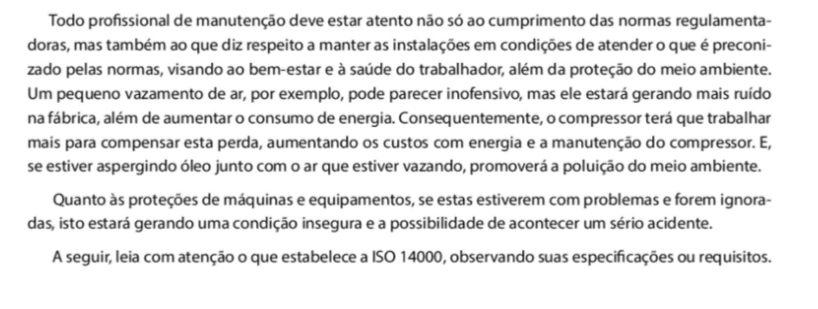 Todo profissional de manutenção deve estar atento não só ao cumprimento das normas regulamenta-
doras, mas também ao que diz respeito a manter as instalações em condições de atender o que é preconi-
zado pelas normas, visando ao bem-estar e à saúde do trabalhador, além da proteção do meio ambiente.
Um pequeno vazamento de ar, por exemplo, pode parecer inofensivo, mas ele estará gerando mais ruído
na fábrica, além de aumentar o consumo de energia. Consequentemente, o compressor terá que trabalhar
mais para compensar esta perda, aumentando os custos com energia e a manutenção do compressor. E,
se estiver aspergindo óleo junto com o ar que estiver vazando, promoverá a poluição do meio ambiente.
Quanto às proteções de máquinas e equipamentos, se estas estiverem com problemas e forem ignora-
das, isto estará gerando uma condição insegura e a possibilidade de acontecer um sério acidente.
A seguir, leia com atenção o que estabelece a ISO 14000, observando suas especificações ou requisitos.